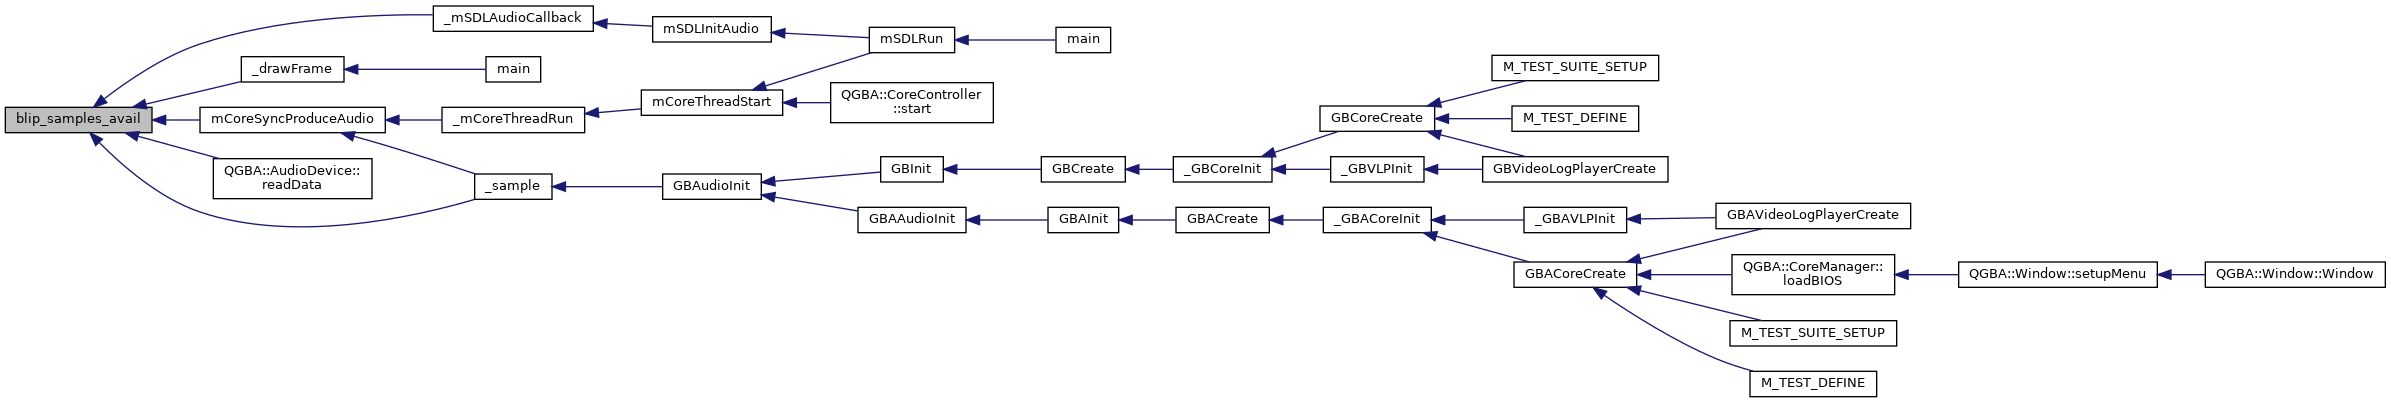 _mSDLAudioCallback
mSDLInitAudio
mSDLRun
main
_drawFrame
main
M_TEST_SUITE_SETUP
mCoreThreadStart
QGBA::CoreController
::start
blip_samples_avail
mCoreSyncProduceAudio
_mCoreThreadRun
GBCoreCreate
M_TEST_DEFINE
QGBA::AudioDevice::
readData
_sample
GBAudioInit
GBInit
GBCreate
_GBCoreInit
_GBVLPInit
GBVideoLogPlayerCreate
GBAAudioInit
GBAInit
GBACreate
_GBACoreInit
_GBAVLPInit
GBAVideoLogPlayerCreate
GBACoreCreate
QGBA::CoreManager::
loadBIOS
QGBA::Window::setupMenu
QGBA::Window::Window
M_TEST_SUITE_SETUP
M_TEST_DEFINE